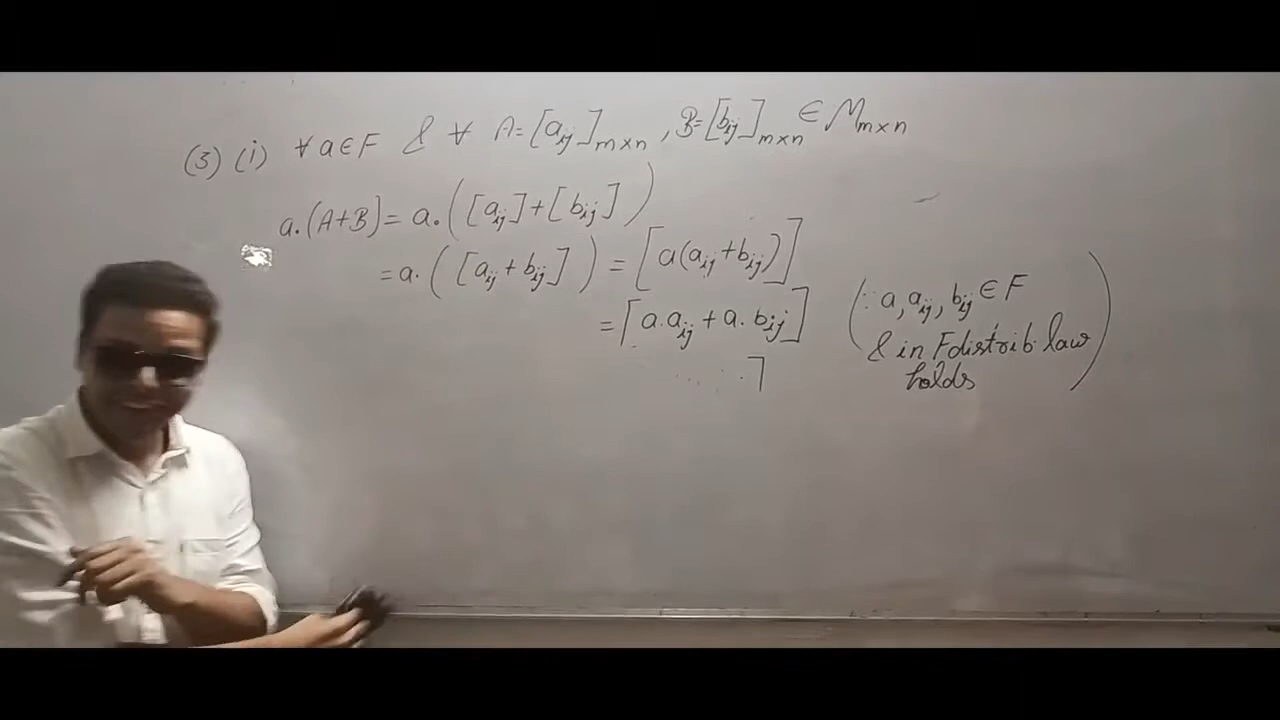 (3) (i) ∀ a∈F & ∀ A=[aij]m×n, B=[bij]m×n ∈ Mm×n
a.(A+B)= a.([aij]+[bij])
=a.([aij + bij]) = [a(aij+bij)]
= [a.aij + a.bij]
(∵ a, aij, bij ∈ F
& in F distrib. law
holds)